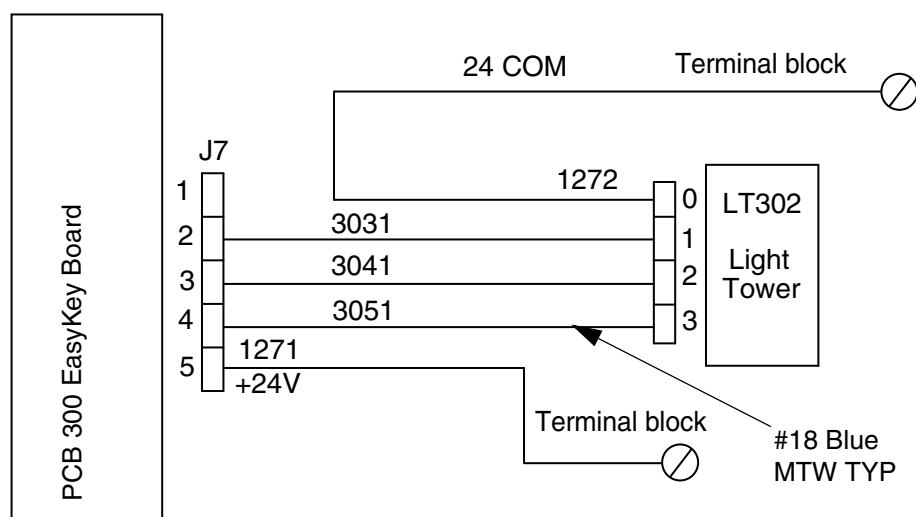 24 COM
Terminal block
J7
1
1272
0
LT302
2
3031
1
3
3041
2
Light
Tower
4
3051
3
5
1271
+24V
Terminal block
#18 Blue
MTW TYP
PCB 300 EasyKey Board